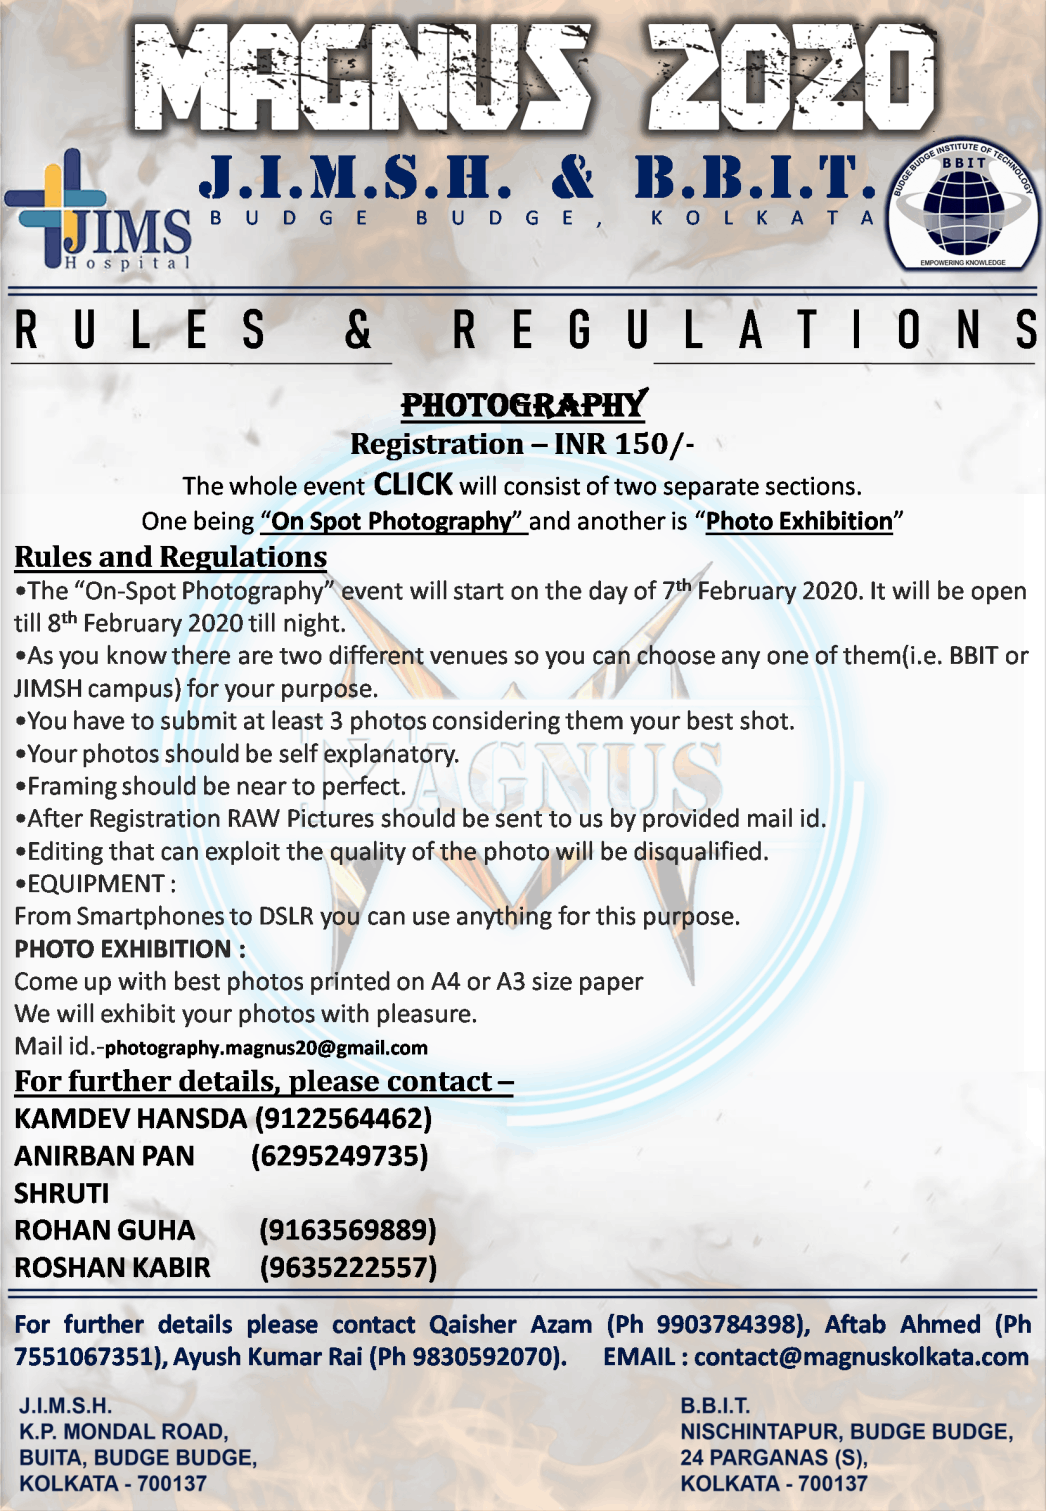 MAGNUS 2020
J.I.M.S.H. & B.B.I.T.
BUDGE BUDGE, KOLKATA
JIMS
Hospital
BUDGE BUDGE INSTITUTE OF TECHNOLOGY
BBIT
EMPOWERING KNOWLEDGE
RULES & REGULATIONS
PHOTOGRAPHY
Registration – INR 150/-
The whole event CLICK will consist of two separate sections.
One being “On Spot Photography” and another is “Photo Exhibition”
Rules and Regulations
•The “On-Spot Photography” event will start on the day of 7th February 2020. It will be open
till 8th February 2020 till night.
•As you know there are two different venues so you can choose any one of them(i.e. BBIT or
JIMSH campus) for your purpose.
•You have to submit at least 3 photos considering them your best shot.
•Your photos should be self explanatory.
•Framing should be near to perfect.
•After Registration RAW Pictures should be sent to us by provided mail id.
•Editing that can exploit the quality of the photo will be disqualified.
•EQUIPMENT :
From Smartphones to DSLR you can use anything for this purpose.
PHOTO EXHIBITION :
Come up with best photos printed on A4 or A3 size paper
We will exhibit your photos with pleasure.
Mail id.-photography.magnus20@gmail.com
For further details, please contact –
KAMDEV HANSDA (9122564462)
ANIRBAN PAN (6295249735)
SHRUTI
ROHAN GUHA (9163569889)
ROSHAN KABIR (9635222557)
MAGNUS
For further details please contact Qaisher Azam (Ph 9903784398), Aftab Ahmed (Ph
7551067351), Ayush Kumar Rai (Ph 9830592070). EMAIL : contact@magnuskolkata.com
J.I.M.S.H.
K.P. MONDAL ROAD,
BUITA, BUDGE BUDGE,
KOLKATA - 700137
B.B.I.T.
NISCHINTAPUR, BUDGE BUDGE,
24 PARGANAS (S),
KOLKATA - 700137